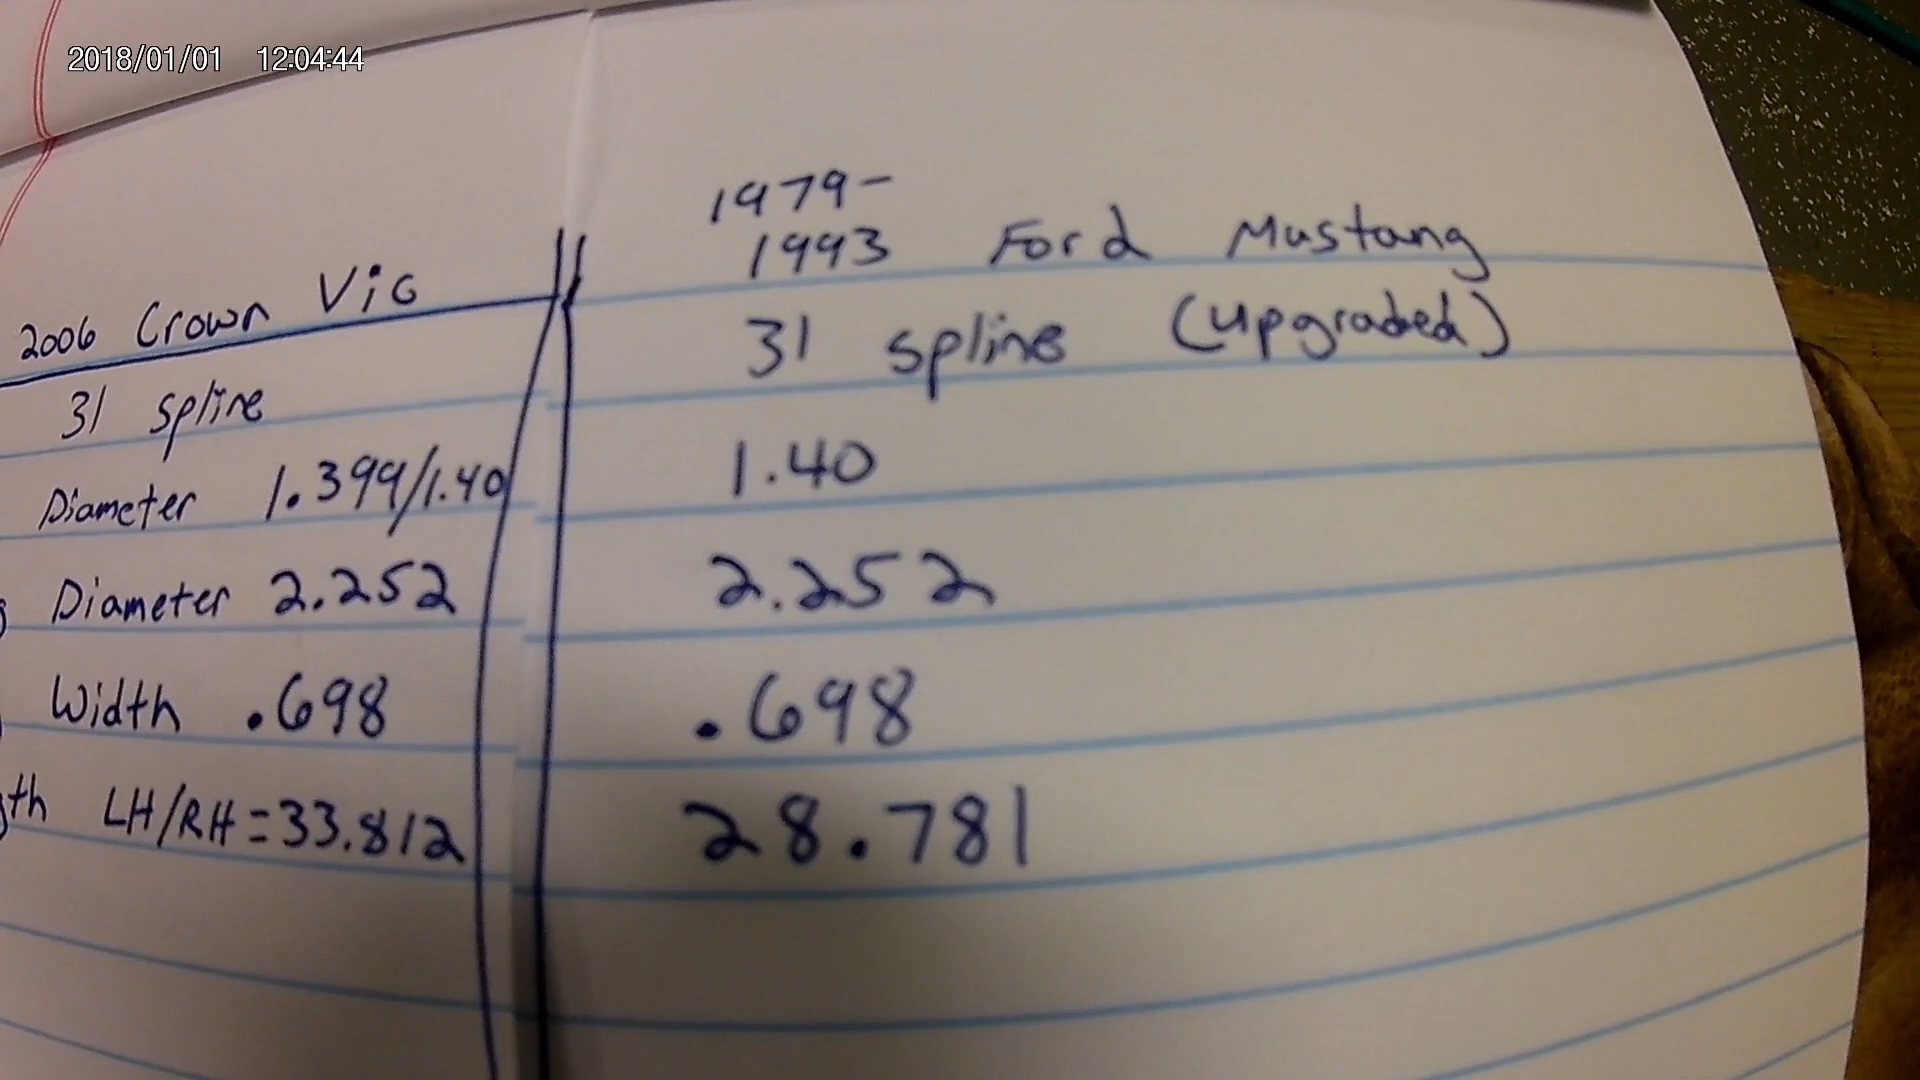 2018/01/01 12:04:44
2006 Crown Vic
31 spline
Diameter 1.399/1.40
Diameter 2.252
Width .698
th LH/RH=33.812
1979-
1993 Ford Mustang
31 spline (upgraded)
1.40
2.252
.698
28.781